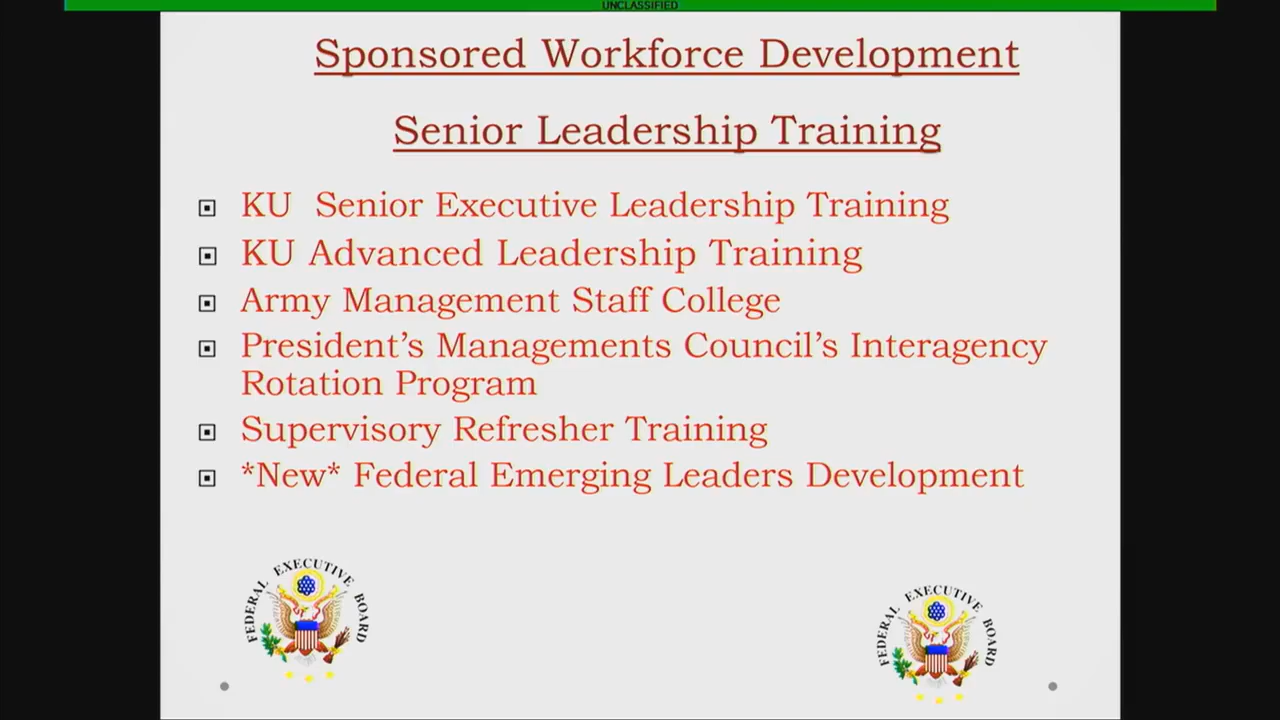 UNCLASSIFIED
Sponsored Workforce Development
Senior Leadership Training
KU Senior Executive Leadership Training
KU Advanced Leadership Training
Army Management Staff College
President’s Managements Council’s Interagency
Rotation Program
Supervisory Refresher Training
*New* Federal Emerging Leaders Development
FEDERAL EXECUTIVE BOARD
FEDERAL EXECUTIVE BOARD